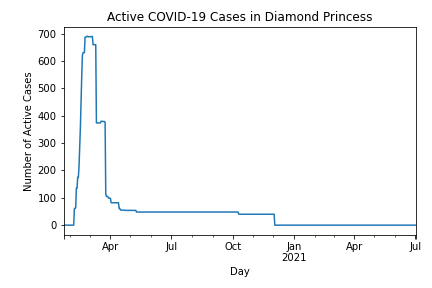 Active COVID-19 Cases in Diamond Princess
700
600
500
400
300
200
100
0
Number of Active Cases
Apr Jul Oct Jan Apr Jul
2021
Day